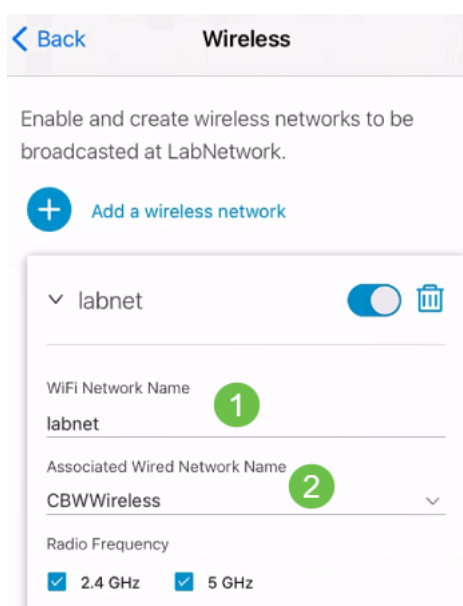 Back
Wireless
Enable and create wireless networks to be
broadcasted at LabNetwork.
Add a wireless network
labnet
WiFi Network Name
1
labnet
Associated Wired Network Name
2
CBWWireless
Radio Frequency
2.4 GHz 5 GHz